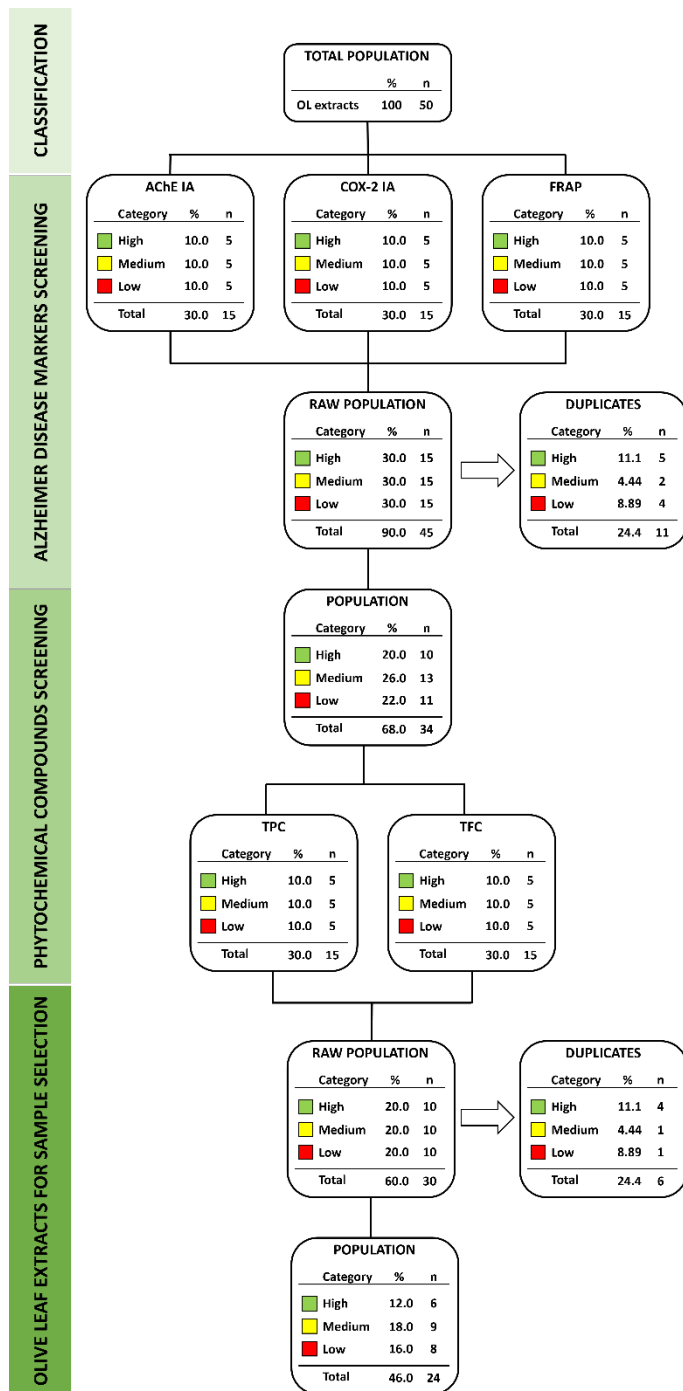 CLASSIFICATION
TOTAL POPULATION
% n
OL extracts 100 50
ALZHEIMER DISEASE MARKERS SCREENING
AChE IA
Category % n
High 10.0 5
Medium 10.0 5
Low 10.0 5
Total 30.0 15
COX-2 IA
Category % n
High 10.0 5
Medium 10.0 5
Low 10.0 5
Total 30.0 15
FRAP
Category % n
High 10.0 5
Medium 10.0 5
Low 10.0 5
Total 30.0 15
RAW POPULATION
Category % n
High 30.0 15
Medium 30.0 15
Low 30.0 15
Total 90.0 45
DUPLICATES
Category % n
High 11.1 5
Medium 4.44 2
Low 8.89 4
Total 24.4 11
PHYTOCHEMICAL COMPOUNDS SCREENING
POPULATION
Category % n
High 20.0 10
Medium 26.0 13
Low 22.0 11
Total 68.0 34
TPC
Category % n
High 10.0 5
Medium 10.0 5
Low 10.0 5
Total 30.0 15
TFC
Category % n
High 10.0 5
Medium 10.0 5
Low 10.0 5
Total 30.0 15
OLIVE LEAF EXTRACTS FOR SAMPLE SELECTION
RAW POPULATION
Category % n
High 20.0 10
Medium 20.0 10
Low 20.0 10
Total 60.0 30
DUPLICATES
Category % n
High 11.1 4
Medium 4.44 1
Low 8.89 1
Total 24.4 6
POPULATION
Category % n
High 12.0 6
Medium 18.0 9
Low 16.0 8
Total 46.0 24